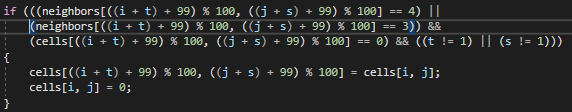 if (((neighbors[((i + t) + 99) % 100, ((j + s) + 99) % 100] == 4) ||
(neighbors[((i + t) + 99) % 100, ((j + s) + 99) % 100] == 3)) &&
(cells[((i + t) + 99) % 100, ((j + s) + 99) % 100] == 0) && ((t != 1) || (s != 1)))
{
cells[((i + t) + 99) % 100, ((j + s) + 99) % 100] = cells[i, j];
cells[i, j] = 0;
}